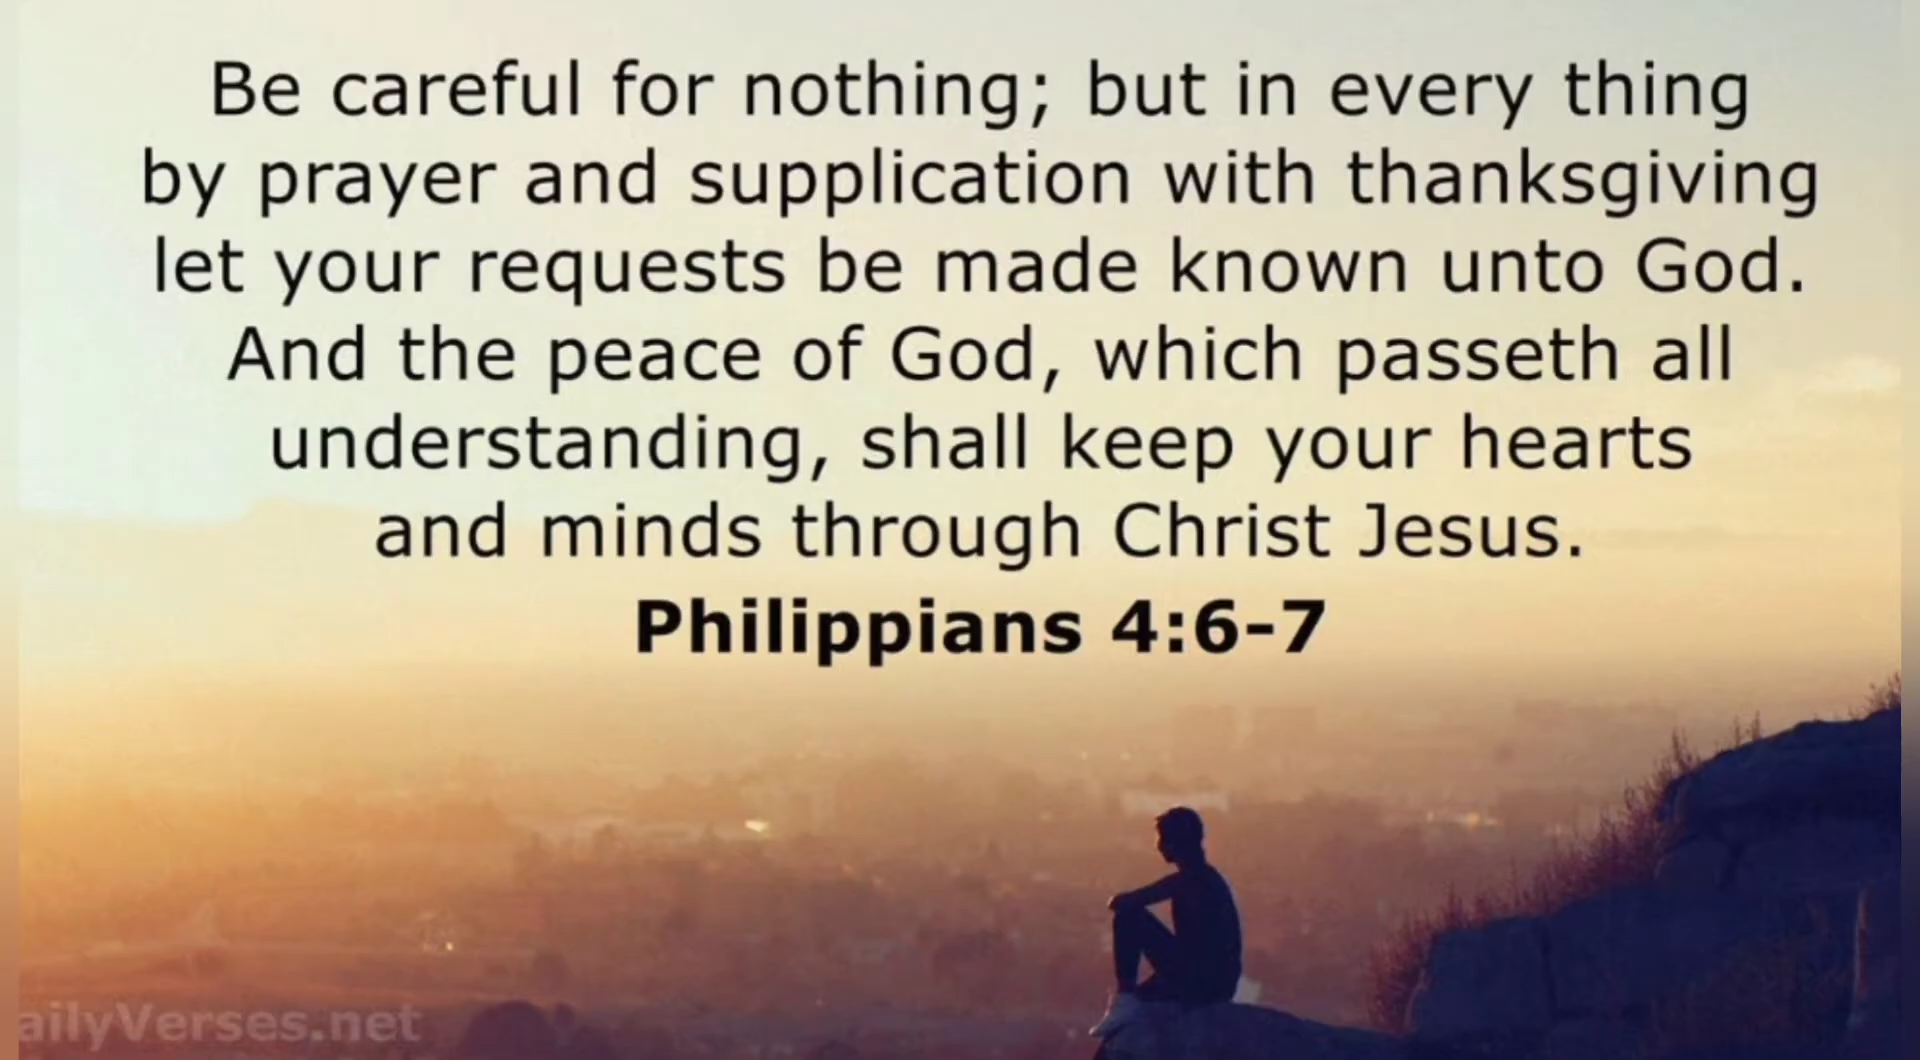 Be careful for nothing; but in every thing
by prayer and supplication with thanksgiving
let your requests be made known unto God.
And the peace of God, which passeth all
understanding, shall keep your hearts
and minds through Christ Jesus.
Philippians 4:6-7
ailyVerses.net